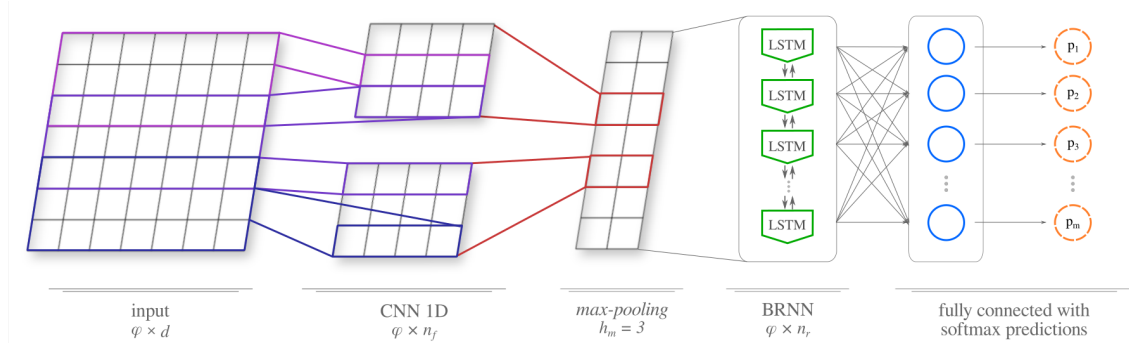 LSTM
LSTM
LSTM
LSTM
p1
p2
p3
pm
input
φ × d
CNN 1D
φ × nf
max-pooling
hm = 3
BRNN
φ × nr
fully connected with
softmax predictions